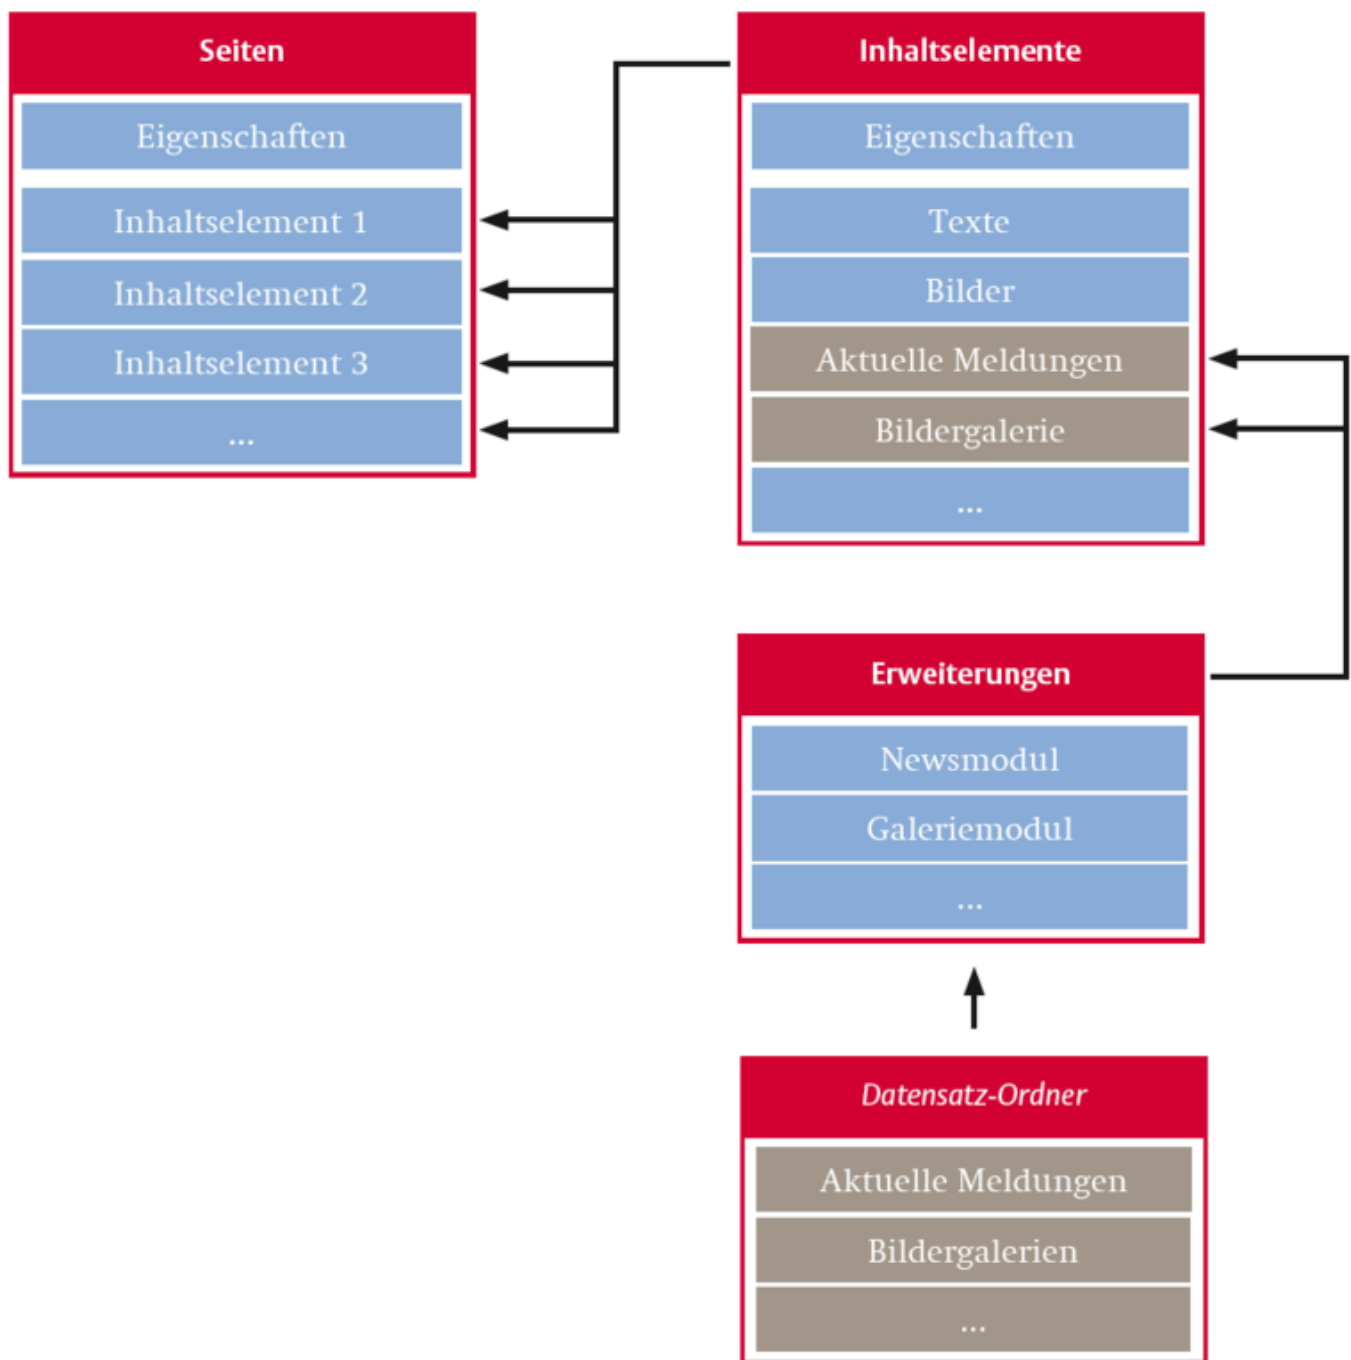 Seiten
Eigenschaften
Inhaltselement 1
Inhaltselement 2
Inhaltselement 3
...
Inhaltselemente
Eigenschaften
Texte
Bilder
Aktuelle Meldungen
Bildergalerie
...
Erweiterungen
Newsmodul
Galeriemodul
...
Datensatz-Ordner
Aktuelle Meldungen
Bildergalerien
...